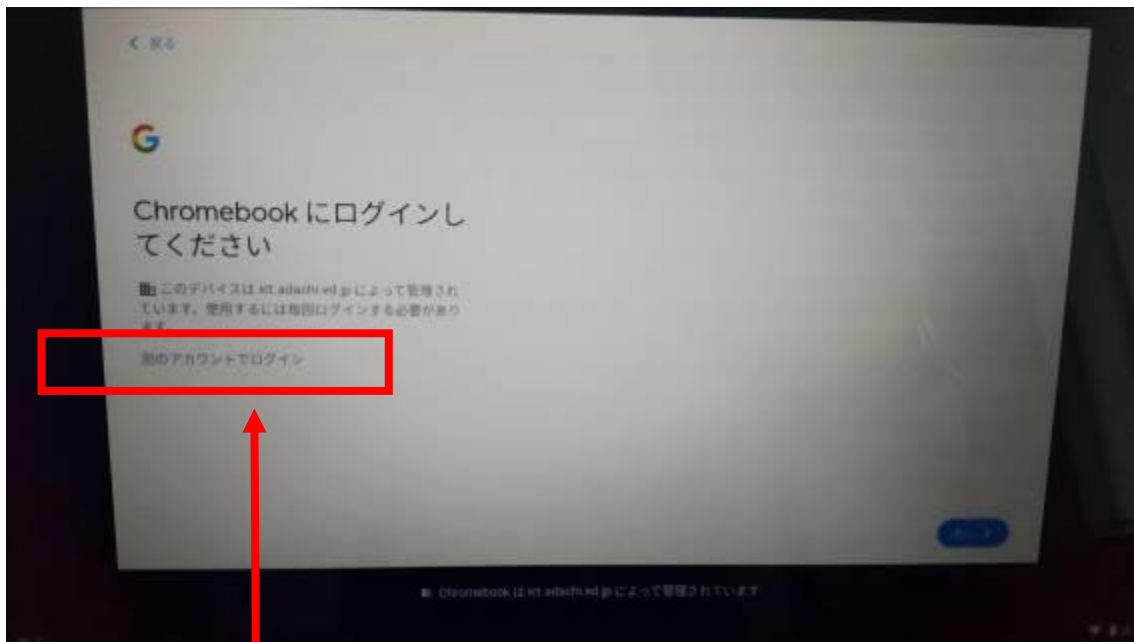 戻る
G
Chromebook にログインし
てください
このデバイスは ict.adachi.ed.jp によって管理され
ています。使用するには毎回ログインする必要があり
ます。
別のアカウントでログイン
Chromebook は ict.adachi.ed.jp によって管理されています